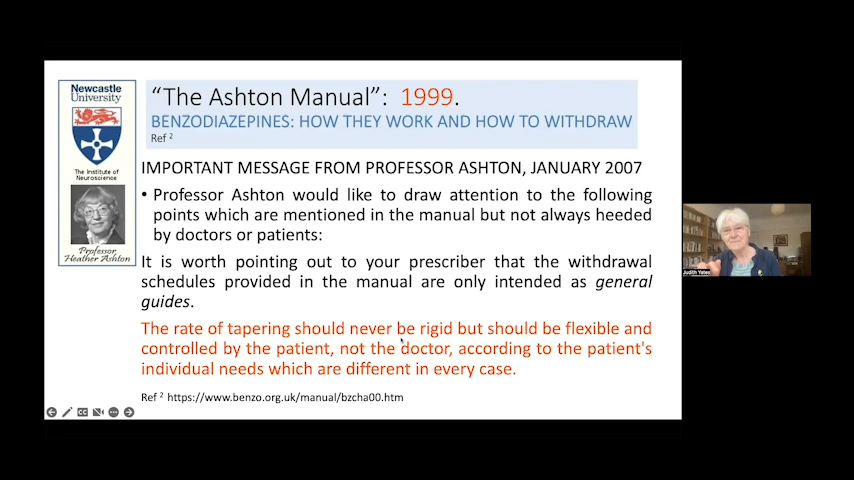 Newcastle
University
The Institute of
Neuroscience
Professor
Heather Ashton
“The Ashton Manual”: 1999.
BENZODIAZEPINES: HOW THEY WORK AND HOW TO WITHDRAW
Ref 2
IMPORTANT MESSAGE FROM PROFESSOR ASHTON, JANUARY 2007
• Professor Ashton would like to draw attention to the following
points which are mentioned in the manual but not always heeded
by doctors or patients:
It is worth pointing out to your prescriber that the withdrawal
schedules provided in the manual are only intended as general
guides.
The rate of tapering should never be rigid but should be flexible and
controlled by the patient, not the doctor, according to the patient's
individual needs which are different in every case.
Ref 2 https://www.benzo.org.uk/manual/bzcha00.htm
CC
Judith Yates